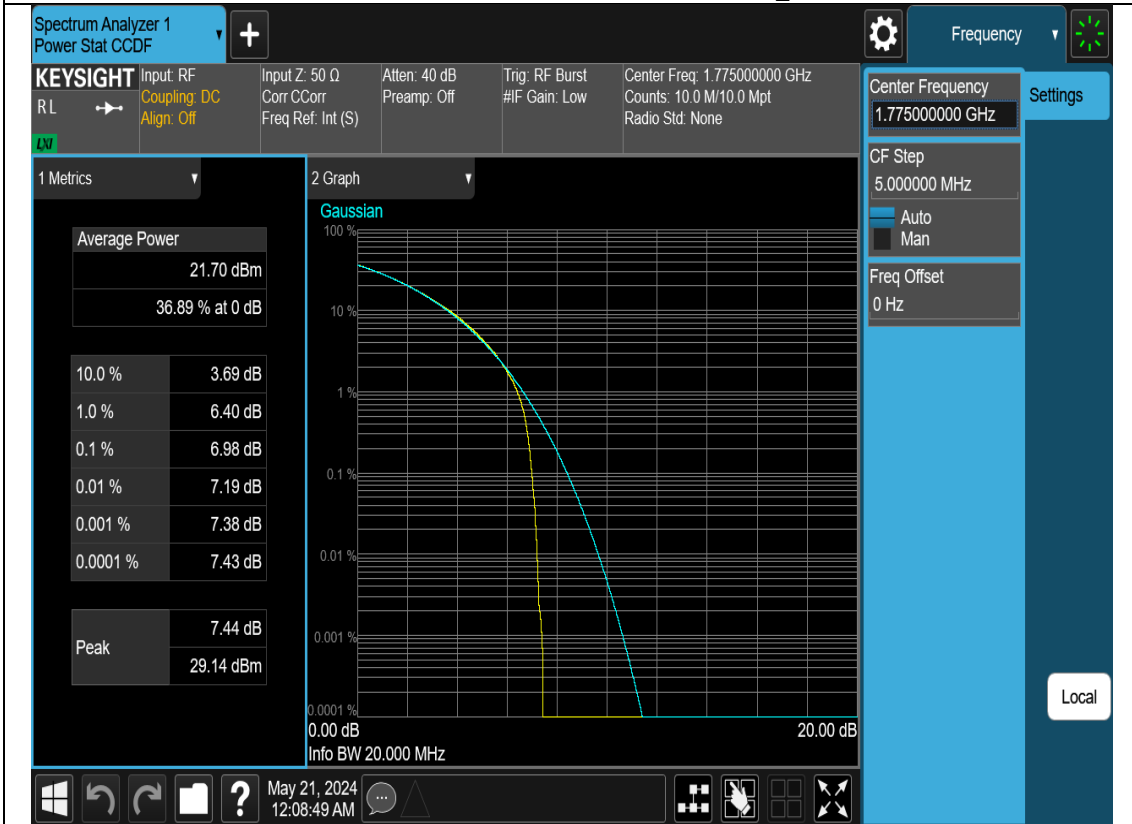 Spectrum Analyzer 1
Power Stat CCDF
Frequency
KEYSIGHT
RL
LXI
Input: RF
Coupling: DC
Align: Off
Input Z: 50 Ω
Corr CCorr
Freq Ref: Int (S)
Atten: 40 dB
Preamp: Off
Trig: RF Burst
#IF Gain: Low
Center Freq: 1.775000000 GHz
Counts: 10.0 M/10.0 Mpt
Radio Std: None
Center Frequency
1.775000000 GHz
Settings
CF Step
5.000000 MHz
Auto
Man
Freq Offset
0 Hz
Local
1 Metrics
Average Power
21.70 dBm
36.89 % at 0 dB
10.0 % 3.69 dB
1.0 % 6.40 dB
0.1 % 6.98 dB
0.01 % 7.19 dB
0.001 % 7.38 dB
0.0001 % 7.43 dB
Peak
7.44 dB
29.14 dBm
2 Graph
Gaussian
100 %
10 %
1 %
0.1 %
0.01 %
0.001 %
0.0001 %
0.00 dB 20.00 dB
Info BW 20.000 MHz
?
May 21, 2024
12:08:49 AM